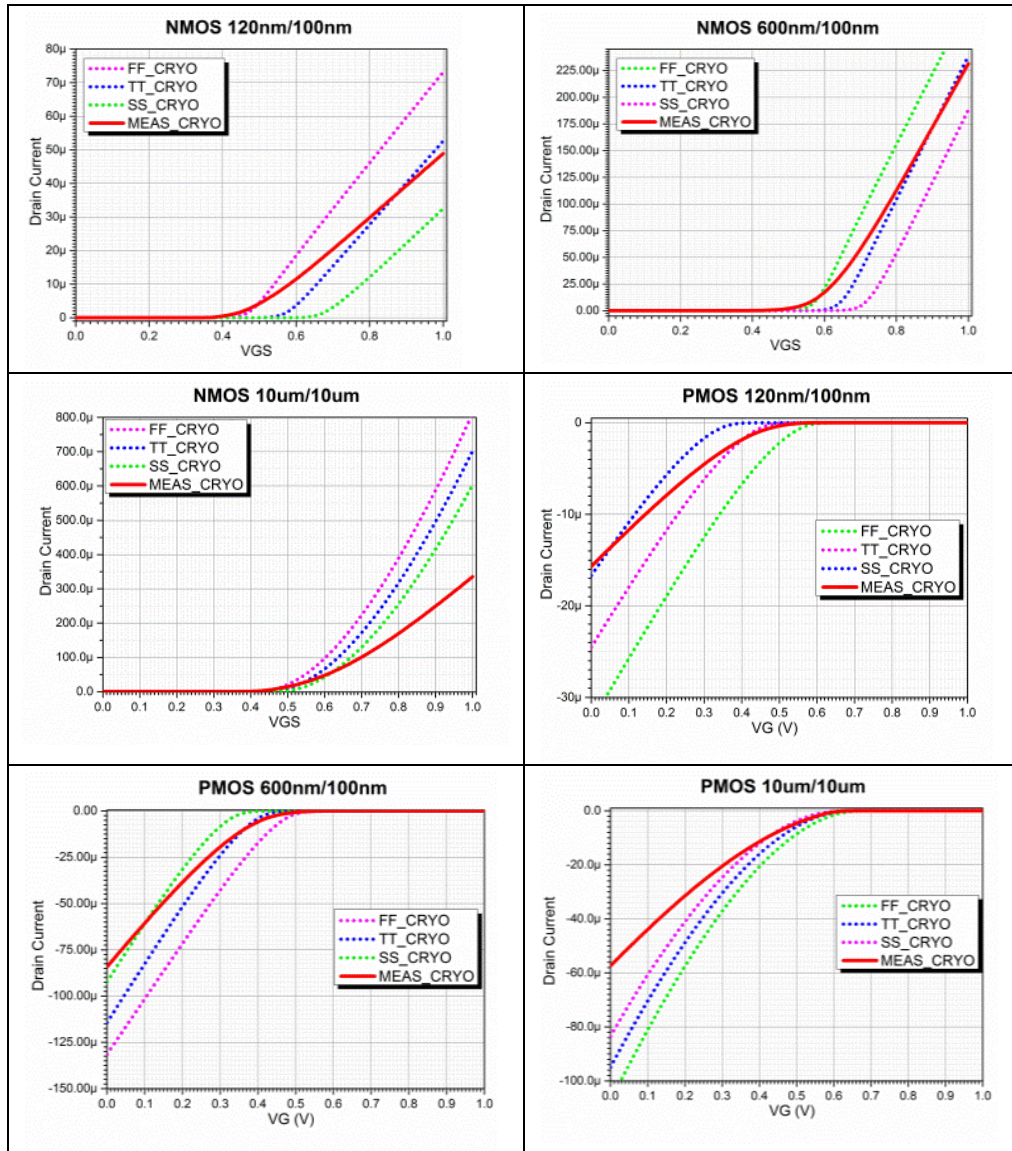 NMOS 120nm/100nm
80µ
70µ
60µ
50µ
40µ
30µ
20µ
10µ
0
Drain Current
FF_CRYO
TT_CRYO
SS_CRYO
MEAS_CRYO
0.0 0.2 0.4 0.6 0.8 1.0
VGS
NMOS 600nm/100nm
225.00µ
200.00µ
175.00µ
150.00µ
125.00µ
100.00µ
75.00µ
50.00µ
25.00µ
0.00
Drain Current
FF_CRYO
TT_CRYO
SS_CRYO
MEAS_CRYO
0.0 0.2 0.4 0.6 0.8 1.0
VGS
NMOS 10um/10um
800.0µ
700.0µ
600.0µ
500.0µ
400.0µ
300.0µ
200.0µ
100.0µ
0.0
Drain Current
FF_CRYO
TT_CRYO
SS_CRYO
MEAS_CRYO
0.0 0.1 0.2 0.3 0.4 0.5 0.6 0.7 0.8 0.9 1.0
VGS
PMOS 120nm/100nm
0
-10µ
-20µ
-30µ
Drain Current
FF_CRYO
TT_CRYO
SS_CRYO
MEAS_CRYO
0.0 0.1 0.2 0.3 0.4 0.5 0.6 0.7 0.8 0.9 1.0
VG (V)
PMOS 600nm/100nm
0.00
-25.00µ
-50.00µ
-75.00µ
-100.00µ
-125.00µ
-150.00µ
Drain Current
FF_CRYO
TT_CRYO
SS_CRYO
MEAS_CRYO
0.0 0.1 0.2 0.3 0.4 0.5 0.6 0.7 0.8 0.9 1.0
VG (V)
PMOS 10um/10um
0.0
-20.0µ
-40.0µ
-60.0µ
-80.0µ
-100.0µ
Drain Current
FF_CRYO
TT_CRYO
SS_CRYO
MEAS_CRYO
0.0 0.1 0.2 0.3 0.4 0.5 0.6 0.7 0.8 0.9 1.0
VG (V)